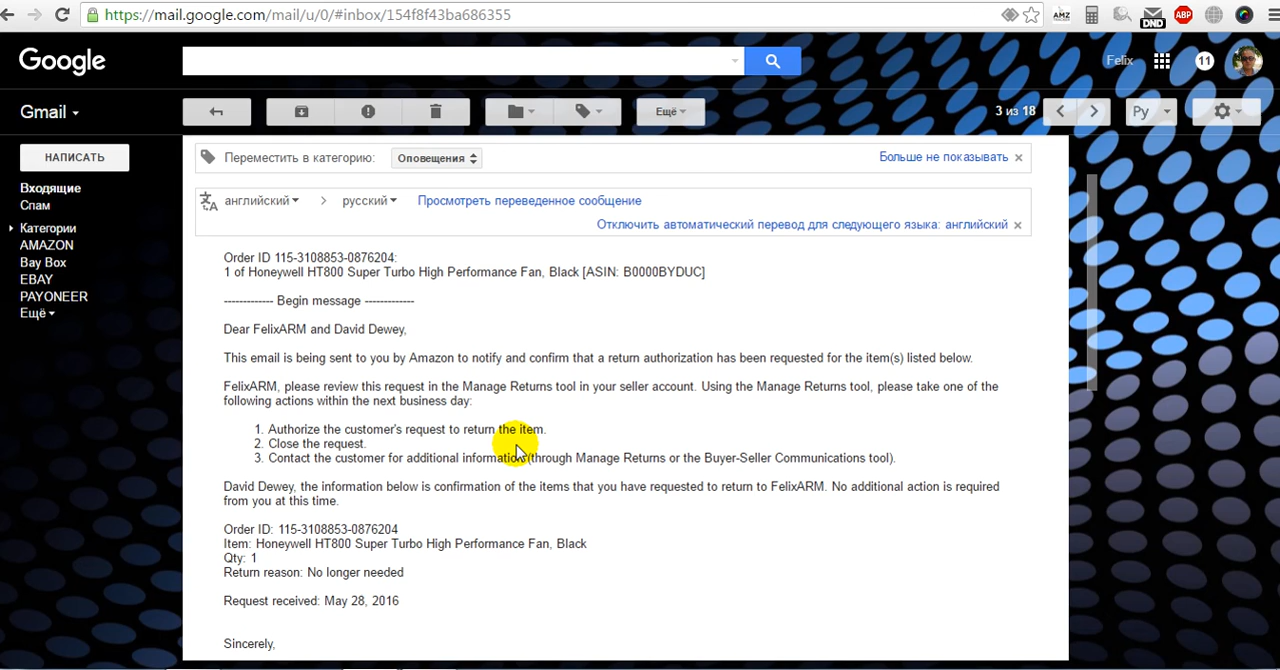 https://mail.google.com/mail/u/0/#inbox/154f8f43ba686355
AMZ
DND
ABP
Google
Felix
11
Gmail
Ещё
3 из 18
Ру
НАПИСАТЬ
Входящие
Спам
Категории
AMAZON
Bay Box
EBAY
PAYONEER
Ещё
Переместить в категорию:
Оповещения
Больше не показывать ×
английский > русский Просмотреть переведенное сообщение
Отключить автоматический перевод для следующего языка: английский ×
Order ID 115-3108853-0876204:
1 of Honeywell HT800 Super Turbo High Performance Fan, Black [ASIN: B0000BYDUC]
------------- Begin message -------------
Dear FelixARM and David Dewey,
This email is being sent to you by Amazon to notify and confirm that a return authorization has been requested for the item(s) listed below.
FelixARM, please review this request in the Manage Returns tool in your seller account. Using the Manage Returns tool, please take one of the
following actions within the next business day:
1. Authorize the customer's request to return the item.
2. Close the request.
3. Contact the customer for additional information (through Manage Returns or the Buyer-Seller Communications tool).
David Dewey, the information below is confirmation of the items that you have requested to return to FelixARM. No additional action is required
from you at this time.
Order ID: 115-3108853-0876204
Item: Honeywell HT800 Super Turbo High Performance Fan, Black
Qty: 1
Return reason: No longer needed
Request received: May 28, 2016
Sincerely,